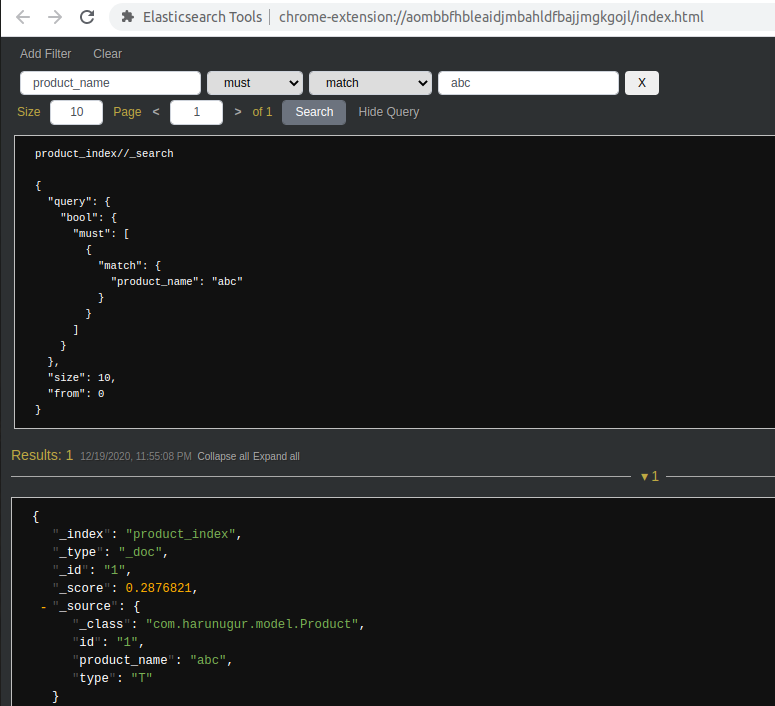 Elasticsearch Tools | chrome-extension://aombbfhbleaidjmbahldfbajjmgkgojl/index.html
Add Filter Clear
product_name must match abc X
Size 10 Page < 1 > of 1 Search Hide Query
product_index//_search
{
"query": {
"bool": {
"must": [
{
"match": {
"product_name": "abc"
}
}
]
}
},
"size": 10,
"from": 0
}
Results: 1 12/19/2020, 11:55:08 PM Collapse all Expand all
▼1
{
"_index": "product_index",
"_type": "_doc",
"_id": "1",
"_score": 0.2876821,
- "_source": {
"_class": "com.harunugur.model.Product",
"id": "1",
"product_name": "abc",
"type": "T"
}